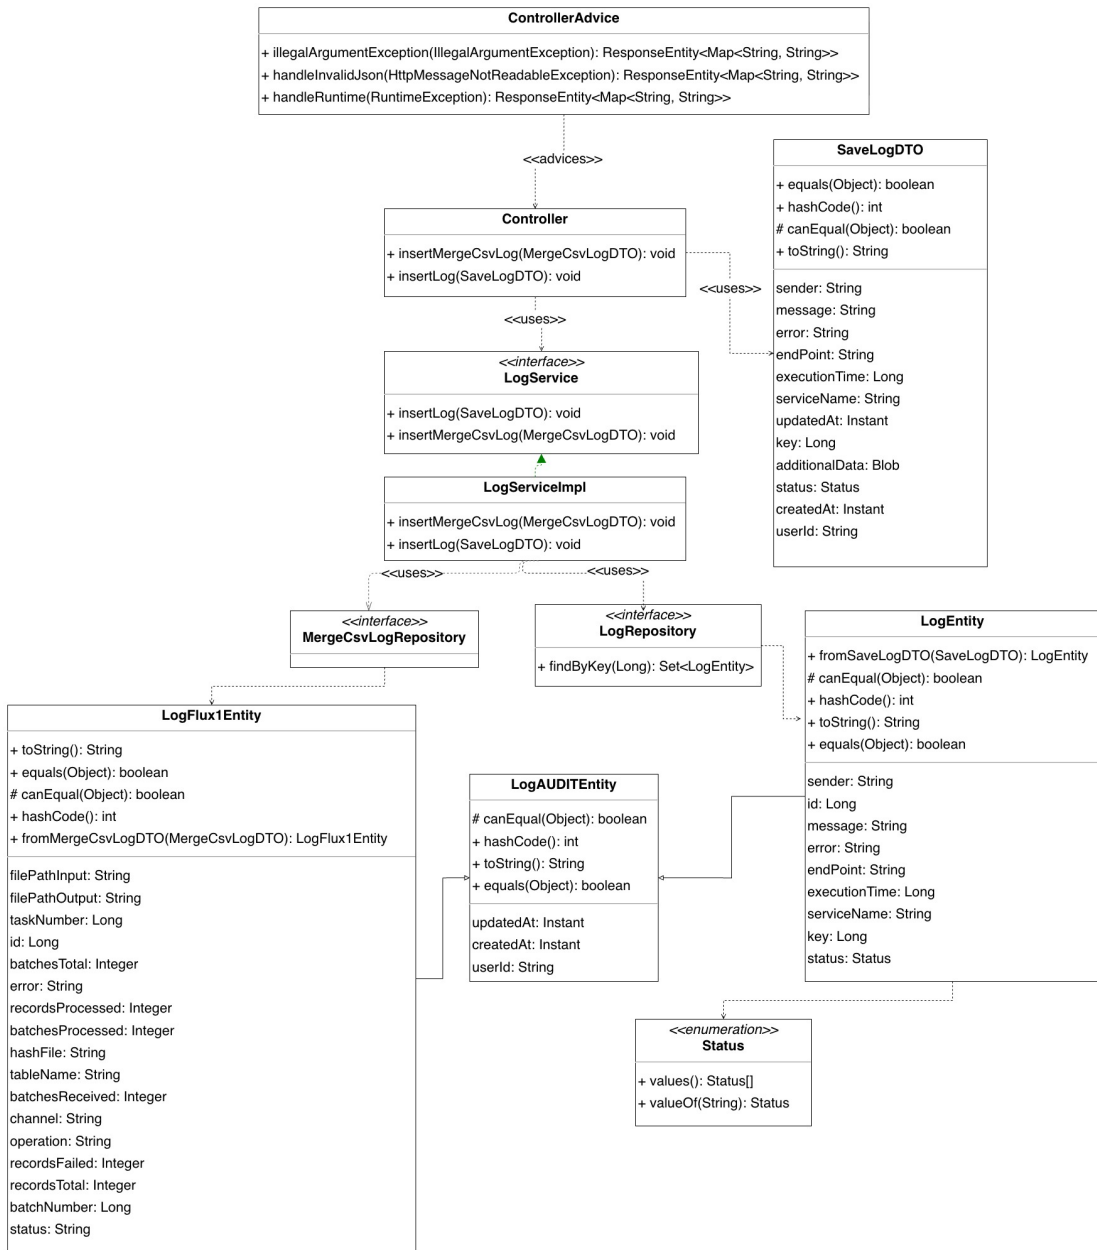 ControllerAdvice
+ illegalArgumentException(IllegalArgumentException): ResponseEntity<Map<String, String>>
+ handleInvalidJson(HttpMessageNotReadableException): ResponseEntity<Map<String, String>>
+ handleRuntime(RuntimeException): ResponseEntity<Map<String, String>>
<<advices>>
SaveLogDTO
+ equals(Object): boolean
+ hashCode(): int
# canEqual(Object): boolean
+ toString(): String
sender: String
message: String
error: String
endPoint: String
executionTime: Long
serviceName: String
updatedAt: Instant
key: Long
additionalData: Blob
status: Status
createdAt: Instant
userId: String
Controller
+ insertMergeCsvLog(MergeCsvLogDTO): void
+ insertLog(SaveLogDTO): void
<<uses>>
<<uses>>
<<interface>>
LogService
+ insertLog(SaveLogDTO): void
+ insertMergeCsvLog(MergeCsvLogDTO): void
LogServiceImpl
+ insertMergeCsvLog(MergeCsvLogDTO): void
+ insertLog(SaveLogDTO): void
<<uses>>
<<uses>>
<<interface>>
MergeCsvLogRepository
<<interface>>
LogRepository
+ findByKey(Long): Set<LogEntity>
LogEntity
+ fromSaveLogDTO(SaveLogDTO): LogEntity
# canEqual(Object): boolean
+ hashCode(): int
+ toString(): String
+ equals(Object): boolean
sender: String
id: Long
message: String
error: String
endPoint: String
executionTime: Long
serviceName: String
key: Long
status: Status
LogFlux1Entity
+ toString(): String
+ equals(Object): boolean
# canEqual(Object): boolean
+ hashCode(): int
+ fromMergeCsvLogDTO(MergeCsvLogDTO): LogFlux1Entity
filePathInput: String
filePathOutput: String
taskNumber: Long
id: Long
batchesTotal: Integer
error: String
recordsProcessed: Integer
batchesProcessed: Integer
hashFile: String
tableName: String
batchesReceived: Integer
channel: String
operation: String
recordsFailed: Integer
recordsTotal: Integer
batchNumber: Long
status: String
LogAUDITEntity
# canEqual(Object): boolean
+ hashCode(): int
+ toString(): String
+ equals(Object): boolean
updatedAt: Instant
createdAt: Instant
userId: String
<<enumeration>>
Status
+ values(): Status[]
+ valueOf(String): Status